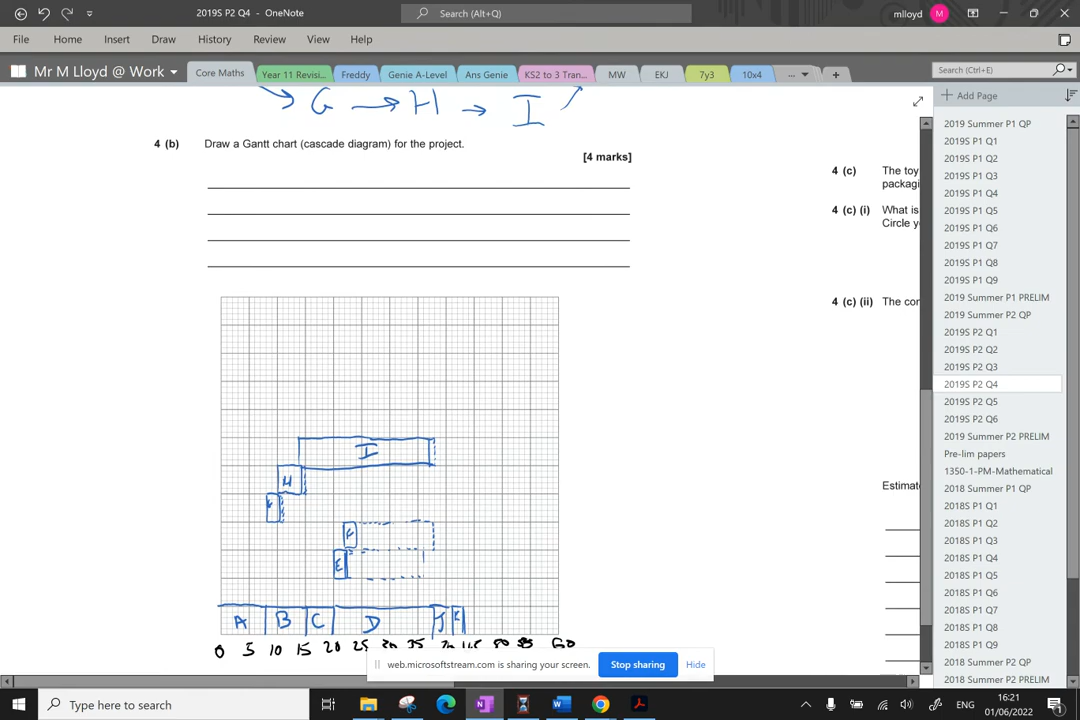 2019S P2 Q4 - OneNote
Search (Alt+Q)
mlloyd
M
File Home Insert Draw History Review View Help
Mr M Lloyd @ Work
Core Maths
Year 11 Revisi...
Freddy
Genie A-Level
Ans Genie
KS2 to 3 Tran...
MW
EKJ
7y3
10x4
...
Search (Ctrl+E)
Add Page
G → H → I
4 (b) Draw a Gantt chart (cascade diagram) for the project.
[4 marks]
4 (c) The toy
packagi
4 (c) (i) What is
Circle y
4 (c) (ii) The cor
Estimate
I
H
F
E
A B C D J K
0 5 10 15 20 25 30 35 60
2019 Summer P1 QP
2019S P1 Q1
2019S P1 Q2
2019S P1 Q3
2019S P1 Q4
2019S P1 Q5
2019S P1 Q6
2019S P1 Q7
2019S P1 Q8
2019S P1 Q9
2019 Summer P1 PRELIM
2019 Summer P2 QP
2019S P2 Q1
2019S P2 Q2
2019S P2 Q3
2019S P2 Q4
2019S P2 Q5
2019S P2 Q6
2019 Summer P2 PRELIM
Pre-lim papers
1350-1-PM-Mathematical
2018 Summer P1 QP
2018S P1 Q1
2018S P1 Q2
2018S P1 Q3
2018S P1 Q4
2018S P1 Q5
2018S P1 Q6
2018S P1 Q7
2018S P1 Q8
2018S P1 Q9
2018 Summer P2 QP
2018 Summer P1 PRELIM
web.microsoftstream.com is sharing your screen.
Stop sharing
Hide
Type here to search
ENG
16:21
01/06/2022